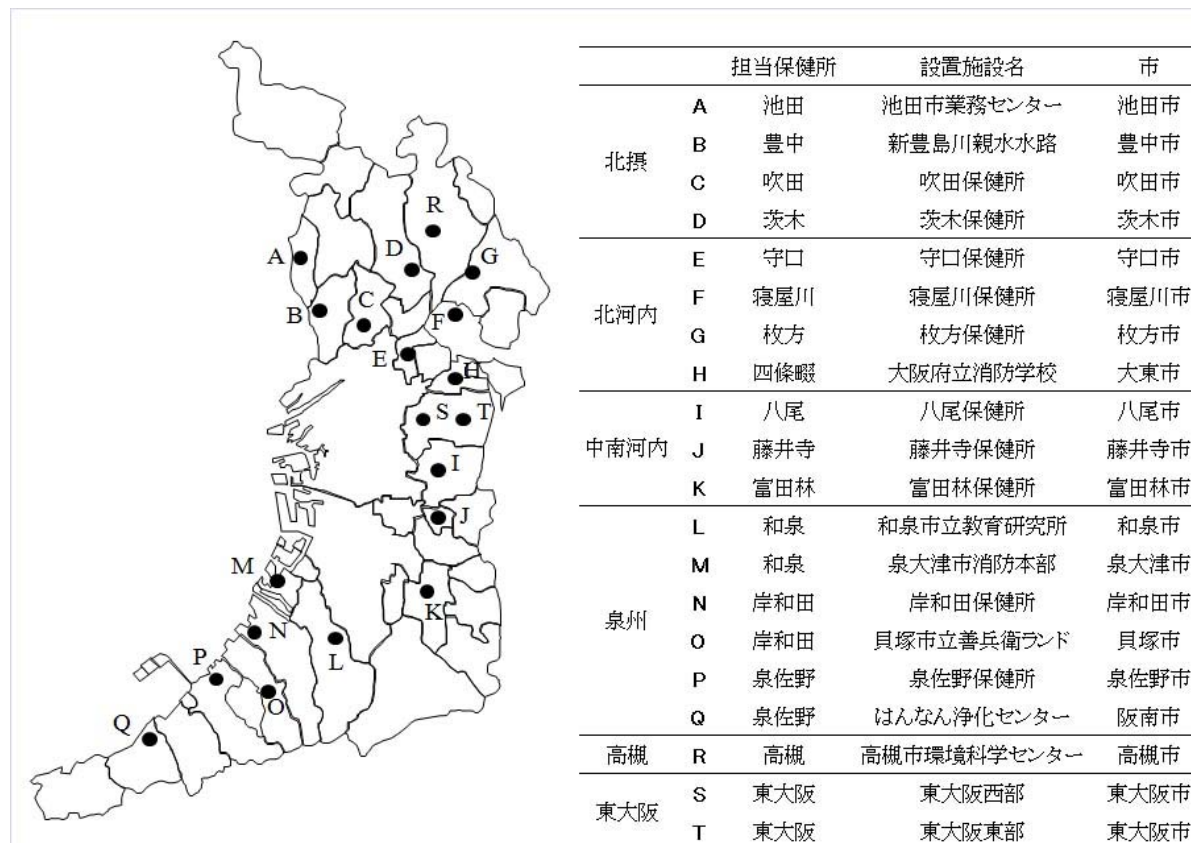 R
A
D
G
B
C
F
E
H
S
T
I
J
M
K
N
L
P
O
Q
担当保健所 設置施設名 市
北摂
A 池田 池田市業務センター 池田市
B 豊中 新豊島川親水水路 豊中市
C 吹田 吹田保健所 吹田市
D 茨木 茨木保健所 茨木市
北河内
E 守口 守口保健所 守口市
F 寝屋川 寝屋川保健所 寝屋川市
G 枚方 枚方保健所 枚方市
H 四條畷 大阪府立消防学校 大東市
中南河内
I 八尾 八尾保健所 八尾市
J 藤井寺 藤井寺保健所 藤井寺市
K 富田林 富田林保健所 富田林市
泉州
L 和泉 和泉市立教育研究所 和泉市
M 和泉 泉大津市消防本部 泉大津市
N 岸和田 岸和田保健所 岸和田市
O 岸和田 貝塚市立善兵衛ランド 貝塚市
P 泉佐野 泉佐野保健所 泉佐野市
Q 泉佐野 はんなん浄化センター 阪南市
高槻 R 高槻 高槻市環境科学センター 高槻市
東大阪
S 東大阪 東大阪西部 東大阪市
T 東大阪 東大阪東部 東大阪市